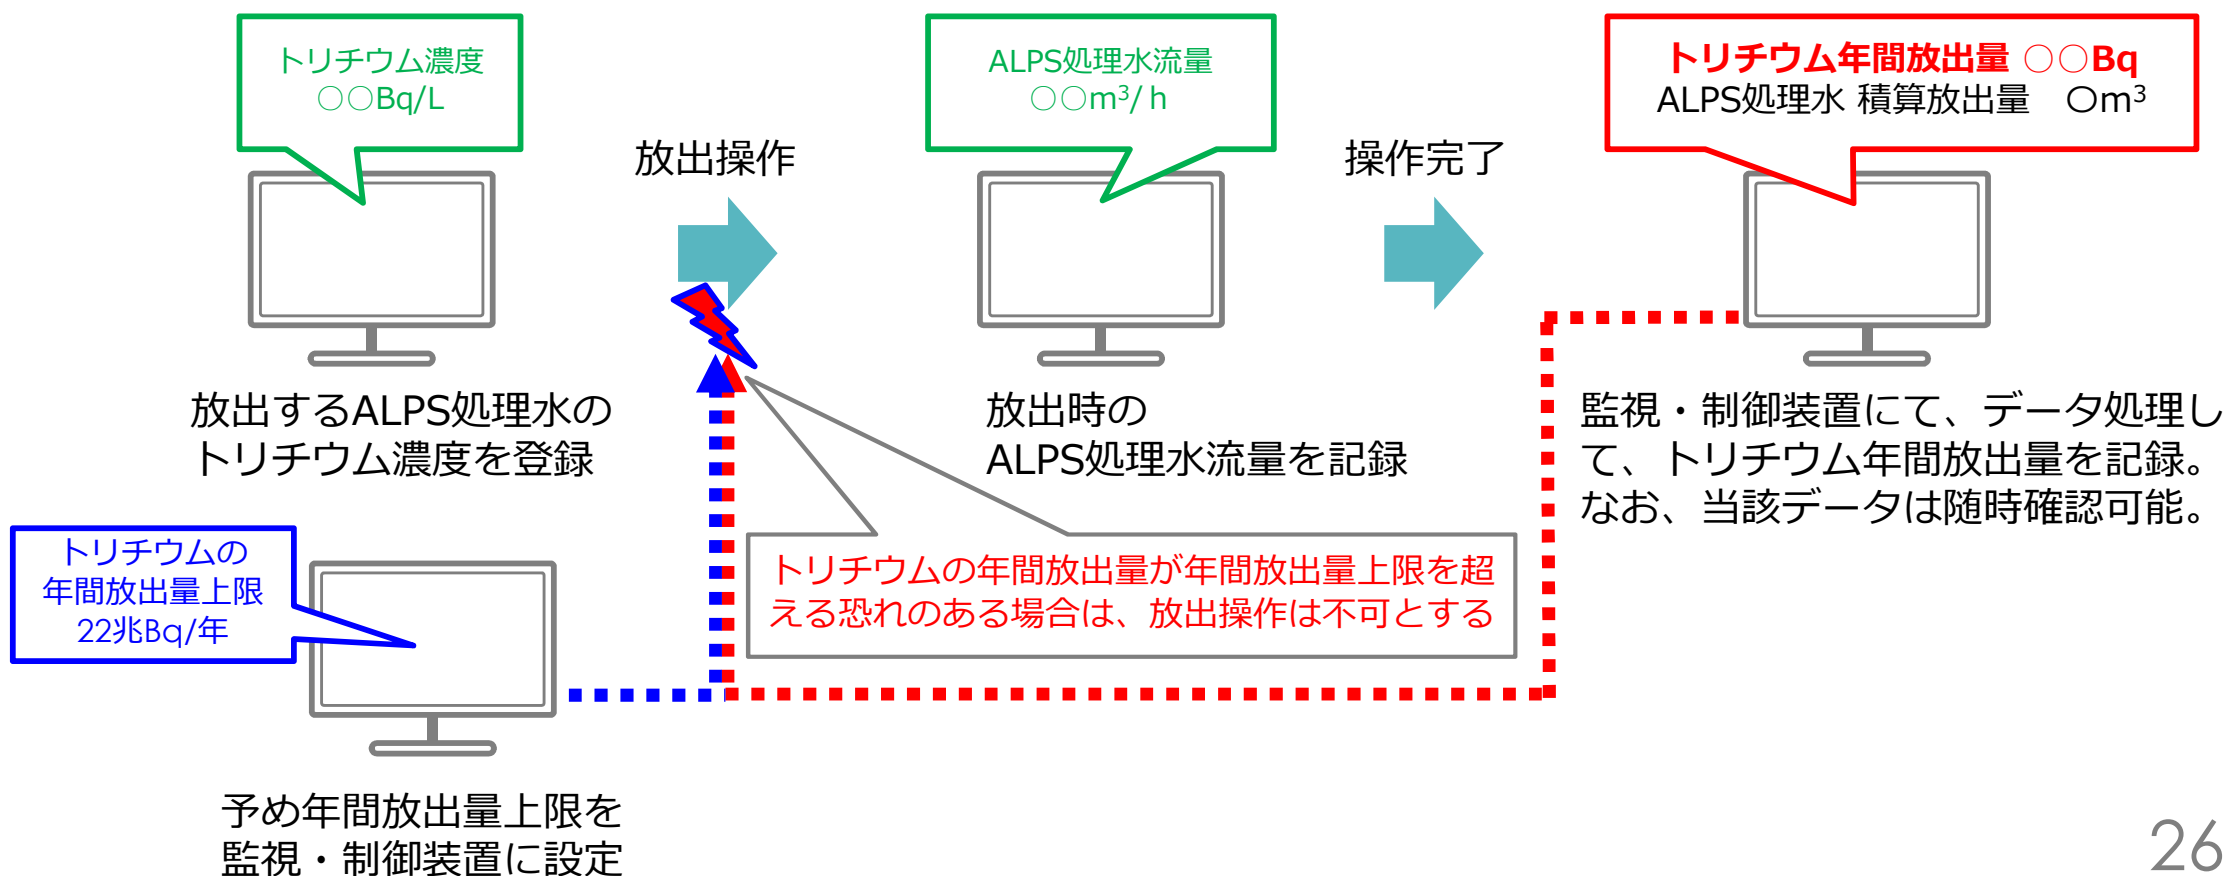 トリチウム濃度
○○Bq/L
放出操作
ALPS処理水流量
○○m³/ h
操作完了
トリチウム年間放出量 ○○Bq
ALPS処理水 積算放出量　〇m³
放出するALPS処理水の
トリチウム濃度を登録
放出時の
ALPS処理水流量を記録
監視・制御装置にて、データ処理し
て、トリチウム年間放出量を記録。
なお、当該データは随時確認可能。
トリチウムの
年間放出量上限
22兆Bq/年
トリチウムの年間放出量が年間放出量上限を超
える恐れのある場合は、放出操作は不可とする
予め年間放出量上限を
監視・制御装置に設定
26